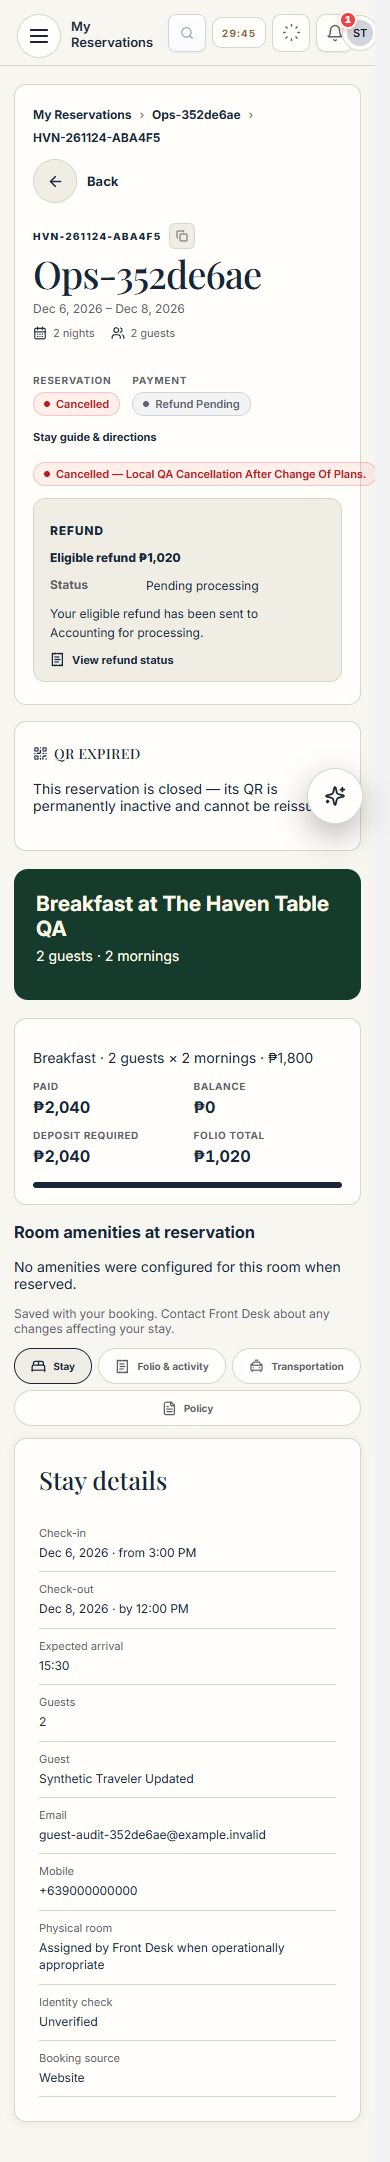 My
Reservations
29:45
1
ST
My Reservations › Ops-352de6ae ›
HVN-261124-ABA4F5
Back
HVN-261124-ABA4F5
Ops-352de6ae
Dec 6, 2026 – Dec 8, 2026
2 nights 2 guests
RESERVATION PAYMENT
Cancelled Refund Pending
Stay guide & directions
Cancelled — Local QA Cancellation After Change Of Plans.
REFUND
Eligible refund ₱1,020
Status Pending processing
Your eligible refund has been sent to
Accounting for processing.
View refund status
QR EXPIRED
This reservation is closed — its QR is
permanently inactive and cannot be
Breakfast at The Haven Table
QA
2 guests · 2 mornings
Breakfast · 2 guests × 2 mornings · ₱1,800
PAID BALANCE
₱2,040 ₱0
DEPOSIT REQUIRED FOLIO TOTAL
₱2,040 ₱1,020
Room amenities at reservation
No amenities were configured for this room when
reserved.
Saved with your booking. Contact Front Desk about any
changes affecting your stay.
Stay Folio & activity Transportation
Policy
Stay details
Check-in
Dec 6, 2026 · from 3:00 PM
Check-out
Dec 8, 2026 · by 12:00 PM
Expected arrival
15:30
Guests
2
Guest
Synthetic Traveler Updated
Email
guest-audit-352de6ae@example.invalid
Mobile
+639000000000
Physical room
Assigned by Front Desk when operationally
appropriate
Identity check
Unverified
Booking source
Website